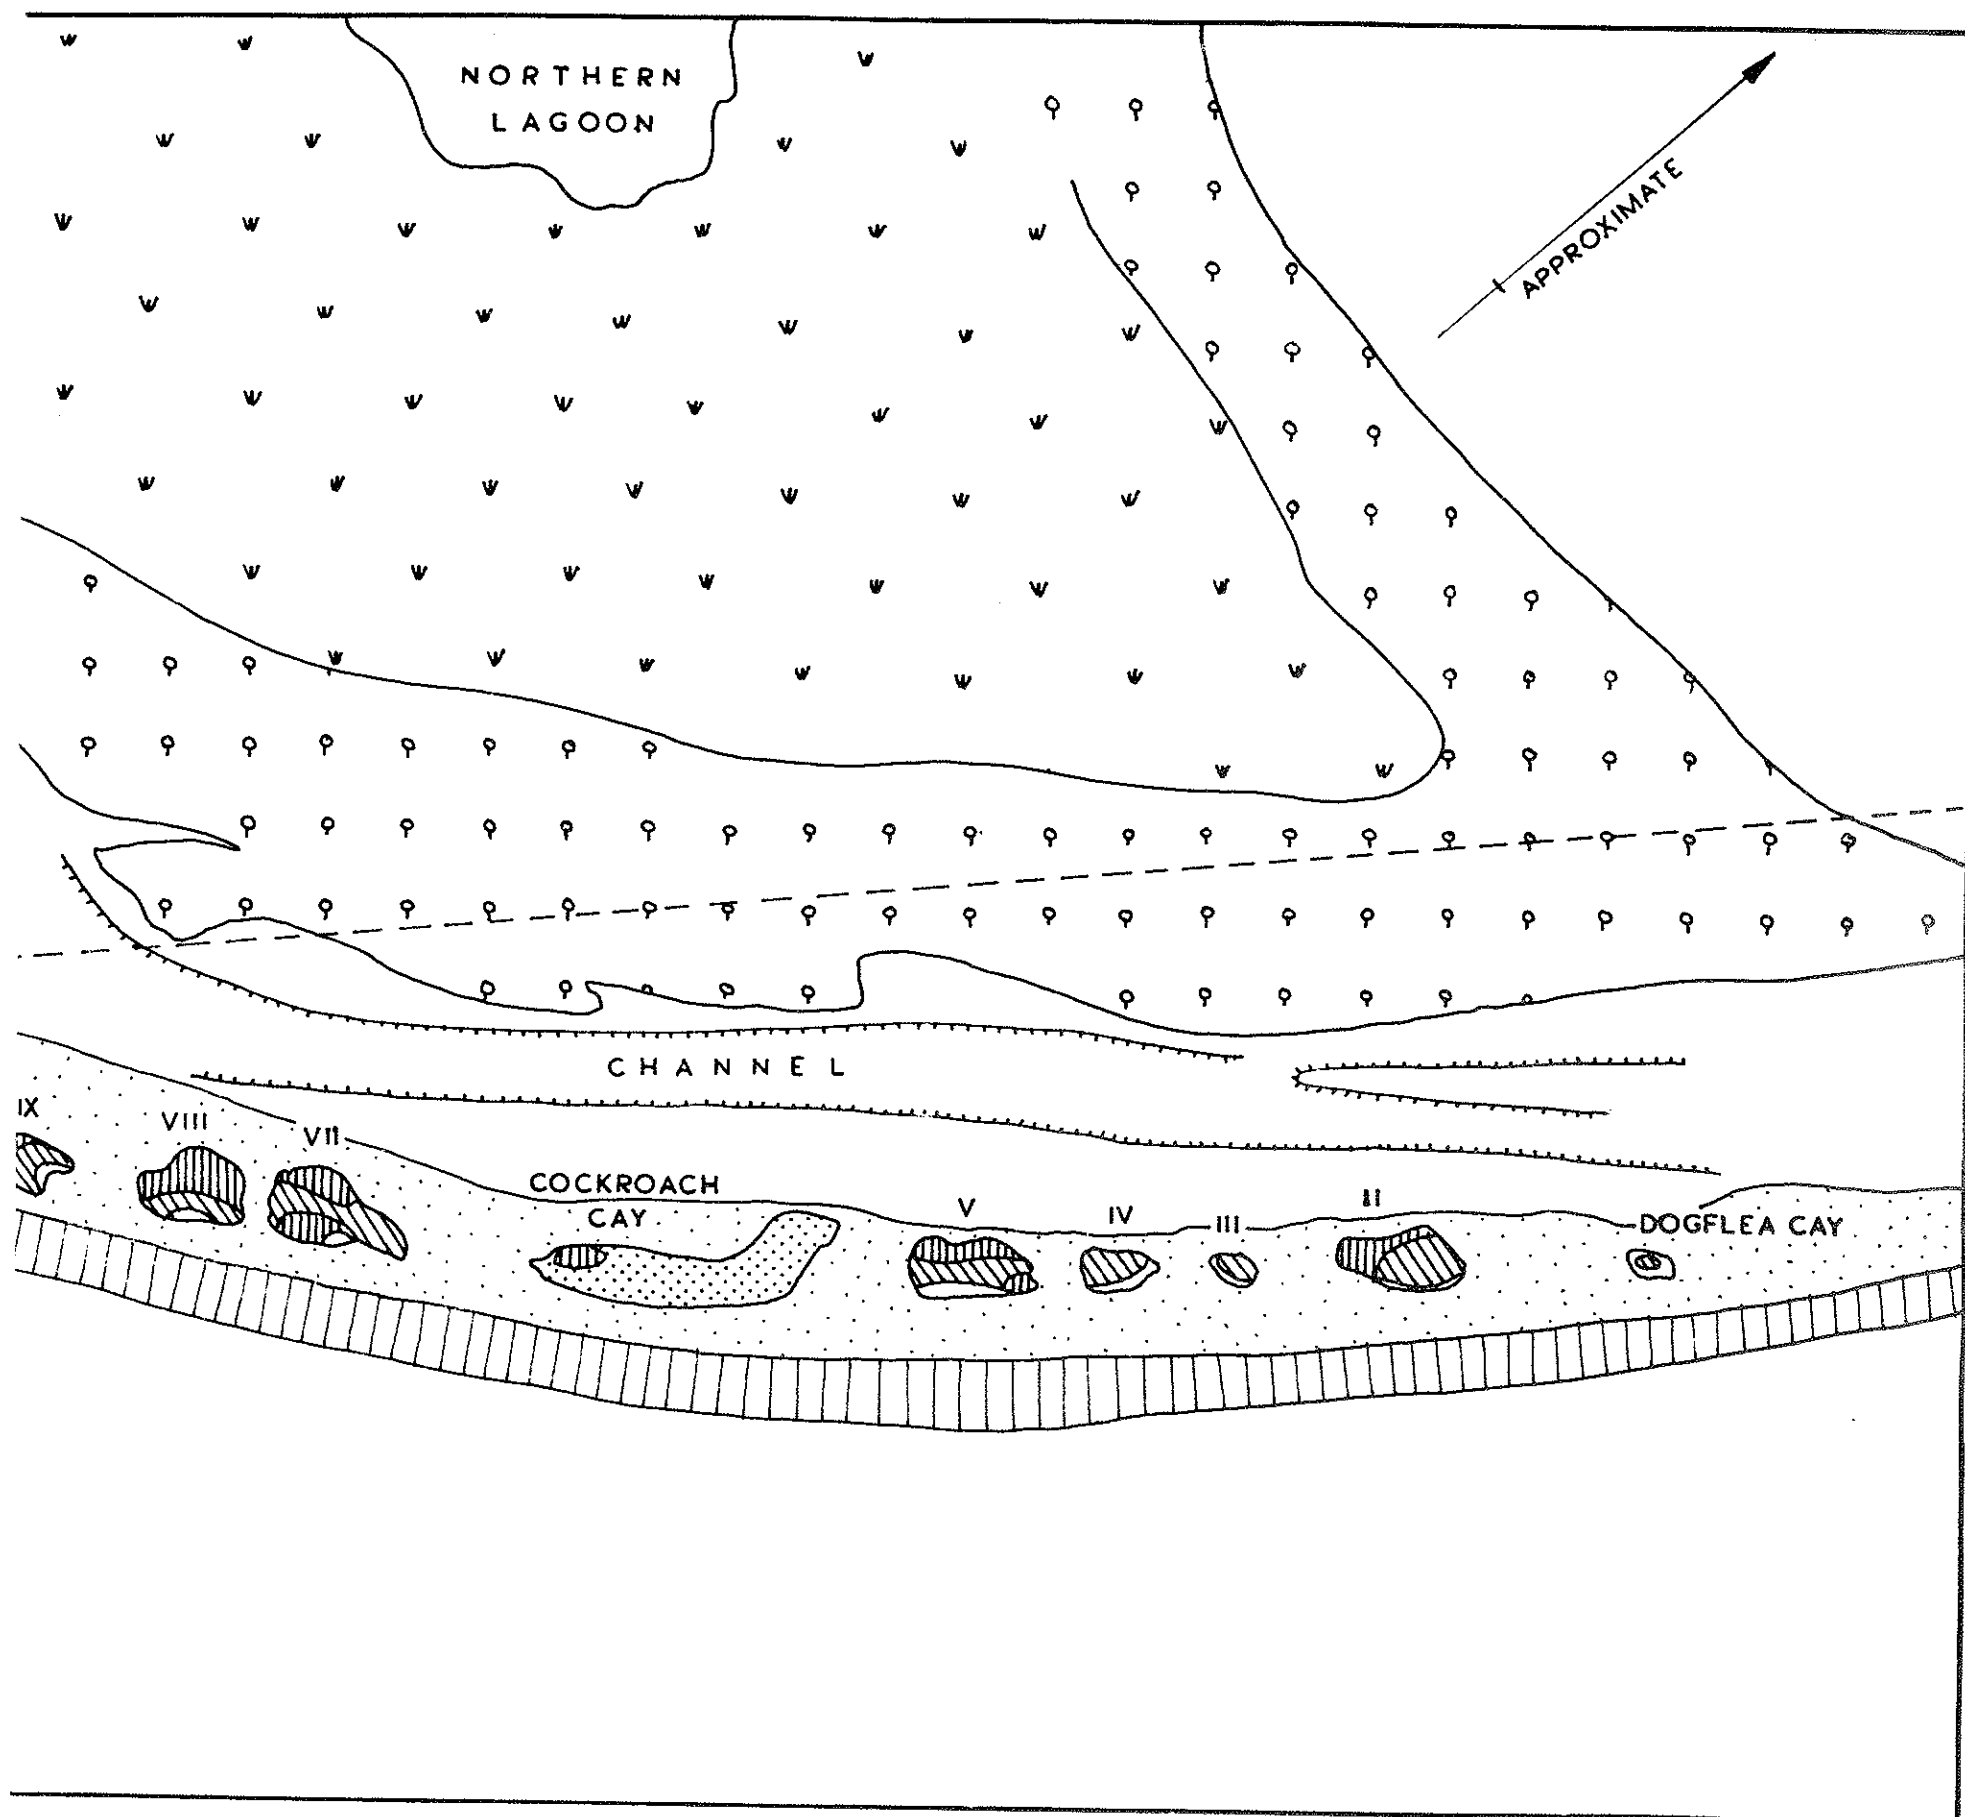 NORTHERN
LAGOON
APPROXIMATE
CHANNEL
IX
VIII
VII
COCKROACH
CAY
V
IV
III
II
DOGFLEA CAY